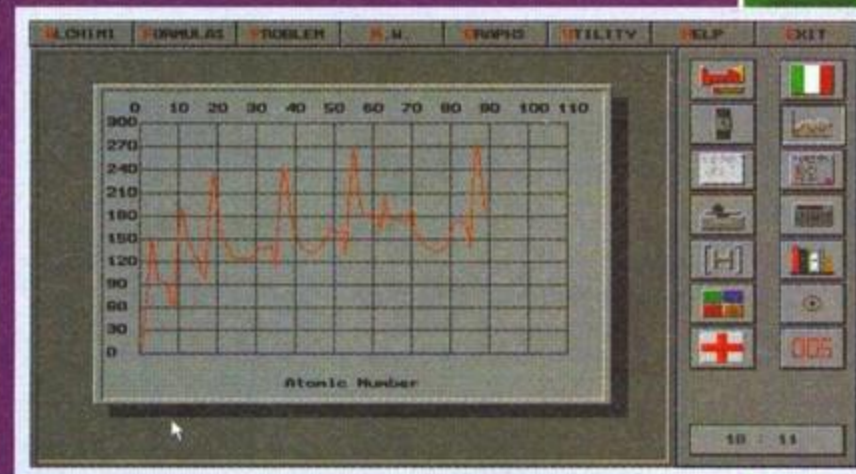 ALCHIMI FORMULAS PROBLEM M.W. GRAPHS UTILITY HELP EXIT
0 10 20 30 40 50 60 70 80 90 100 110
300
270
240
210
180
150
120
90
60
30
0
Atomic Number
[H]
DOS
10 : 11